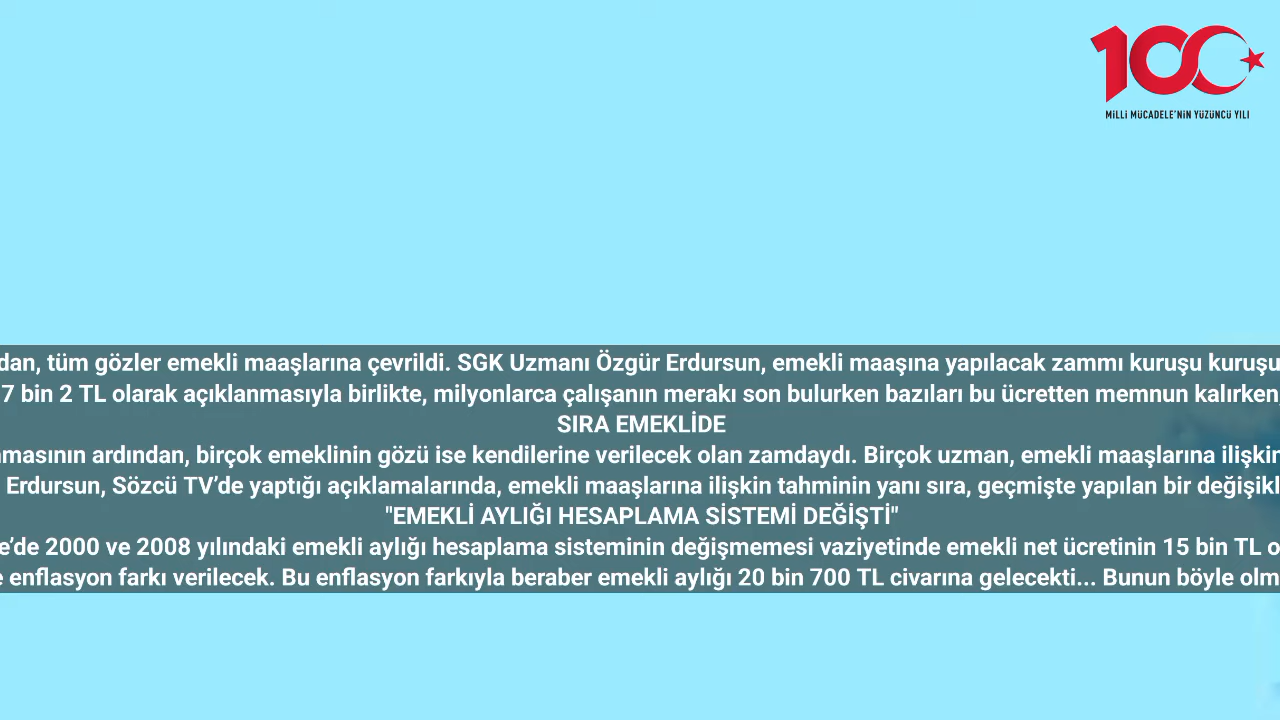 100
MİLLİ MÜCADELE'NİN YÜZÜNCÜ YILI
dan, tüm gözler emekli maaşlarına çevrildi. SGK Uzmanı Özgür Erdursun, emekli maaşına yapılacak zammı kuruşu kuruşu
7 bin 2 TL olarak açıklanmasıyla birlikte, milyonlarca çalışanın merakı son bulurken bazıları bu ücretten memnun kalırken,
SIRA EMEKLİDE
masının ardından, birçok emeklinin gözü ise kendilerine verilecek olan zamdaydı. Birçok uzman, emekli maaşlarına ilişkin
Erdursun, Sözcü TV’de yaptığı açıklamalarında, emekli maaşlarına ilişkin tahminin yanı sıra, geçmişte yapılan bir değişikl
"EMEKLİ AYLIĞI HESAPLAMA SİSTEMİ DEĞİŞTİ"
e’de 2000 ve 2008 yılındaki emekli aylığı hesaplama sisteminin değişmemesi vaziyetinde emekli net ücretinin 15 bin TL o
e enflasyon farkı verilecek. Bu enflasyon farkıyla beraber emekli aylığı 20 bin 700 TL civarına gelecekti... Bunun böyle olm